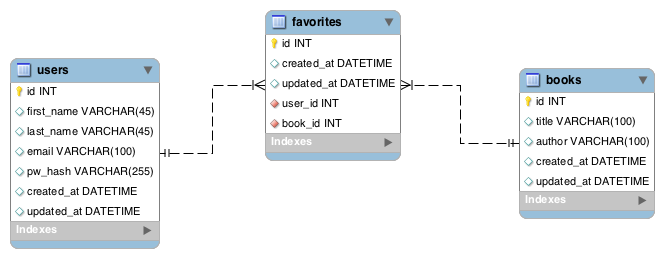 users
id INT
first_name VARCHAR(45)
last_name VARCHAR(45)
email VARCHAR(100)
pw_hash VARCHAR(255)
created_at DATETIME
updated_at DATETIME
Indexes
favorites
id INT
created_at DATETIME
updated_at DATETIME
user_id INT
book_id INT
Indexes
books
id INT
title VARCHAR(100)
author VARCHAR(100)
created_at DATETIME
updated_at DATETIME
Indexes